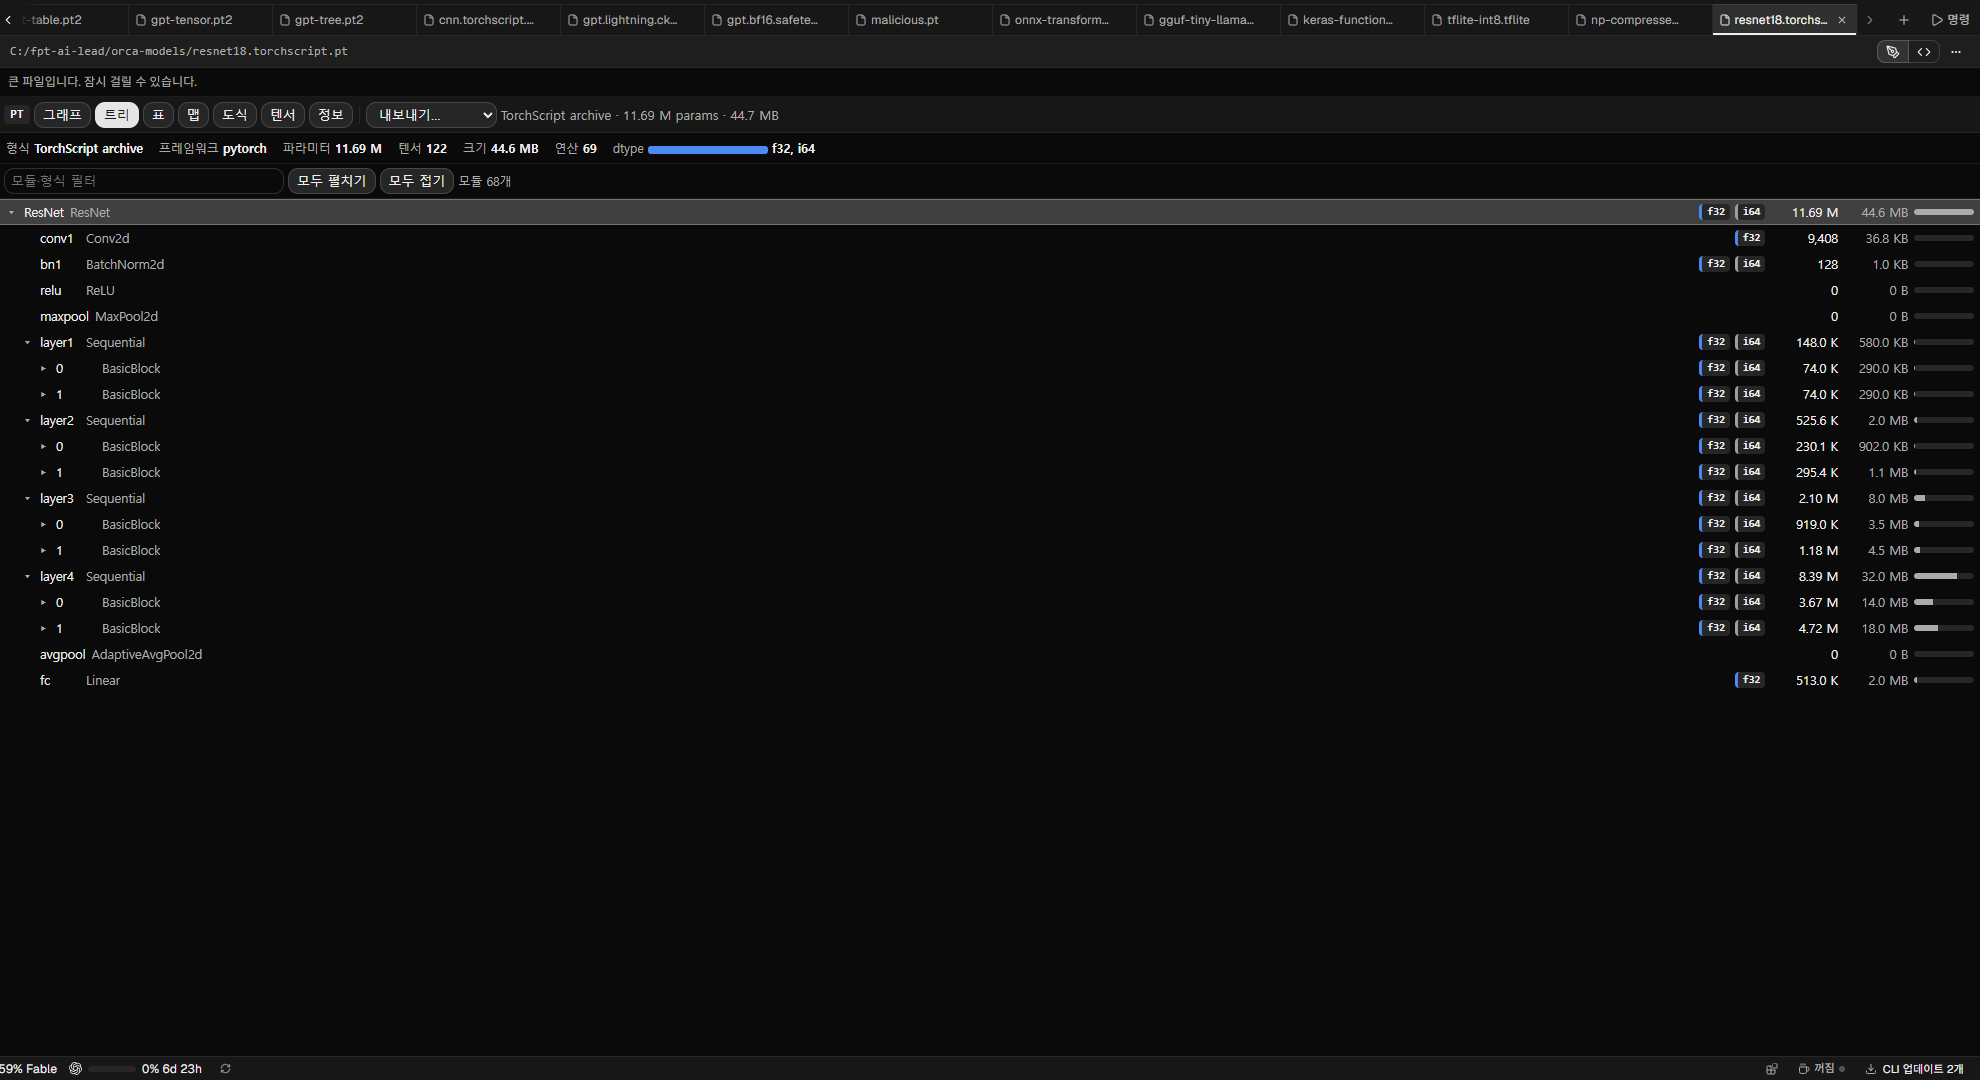 -table.pt2 gpt-tensor.pt2 gpt-tree.pt2 cnn.torchscript.... gpt.lightning.ck... gpt.bf16.safete... malicious.pt onnx-transform... gguf-tiny-llama... keras-function... tflite-int8.tflite np-compresse... resnet18.torchs... 명령
C:/fpt-ai-lead/orca-models/resnet18.torchscript.pt
큰 파일입니다. 잠시 걸릴 수 있습니다.
PT 그래프 트리 표 맵 도식 텐서 정보 내보내기... TorchScript archive · 11.69 M params · 44.7 MB
형식 TorchScript archive 프레임워크 pytorch 파라미터 11.69 M 텐서 122 크기 44.6 MB 연산 69 dtype f32, i64
모듈·형식 필터 모두 펼치기 모두 접기 모듈 68개
ResNet ResNet f32 i64 11.69 M 44.6 MB
conv1 Conv2d f32 9,408 36.8 KB
bn1 BatchNorm2d f32 i64 128 1.0 KB
relu ReLU 0 0 B
maxpool MaxPool2d 0 0 B
layer1 Sequential f32 i64 148.0 K 580.0 KB
0 BasicBlock f32 i64 74.0 K 290.0 KB
1 BasicBlock f32 i64 74.0 K 290.0 KB
layer2 Sequential f32 i64 525.6 K 2.0 MB
0 BasicBlock f32 i64 230.1 K 902.0 KB
1 BasicBlock f32 i64 295.4 K 1.1 MB
layer3 Sequential f32 i64 2.10 M 8.0 MB
0 BasicBlock f32 i64 919.0 K 3.5 MB
1 BasicBlock f32 i64 1.18 M 4.5 MB
layer4 Sequential f32 i64 8.39 M 32.0 MB
0 BasicBlock f32 i64 3.67 M 14.0 MB
1 BasicBlock f32 i64 4.72 M 18.0 MB
avgpool AdaptiveAvgPool2d 0 0 B
fc Linear f32 513.0 K 2.0 MB
59% Fable 0% 6d 23h 꺼짐 CLI 업데이트 2개